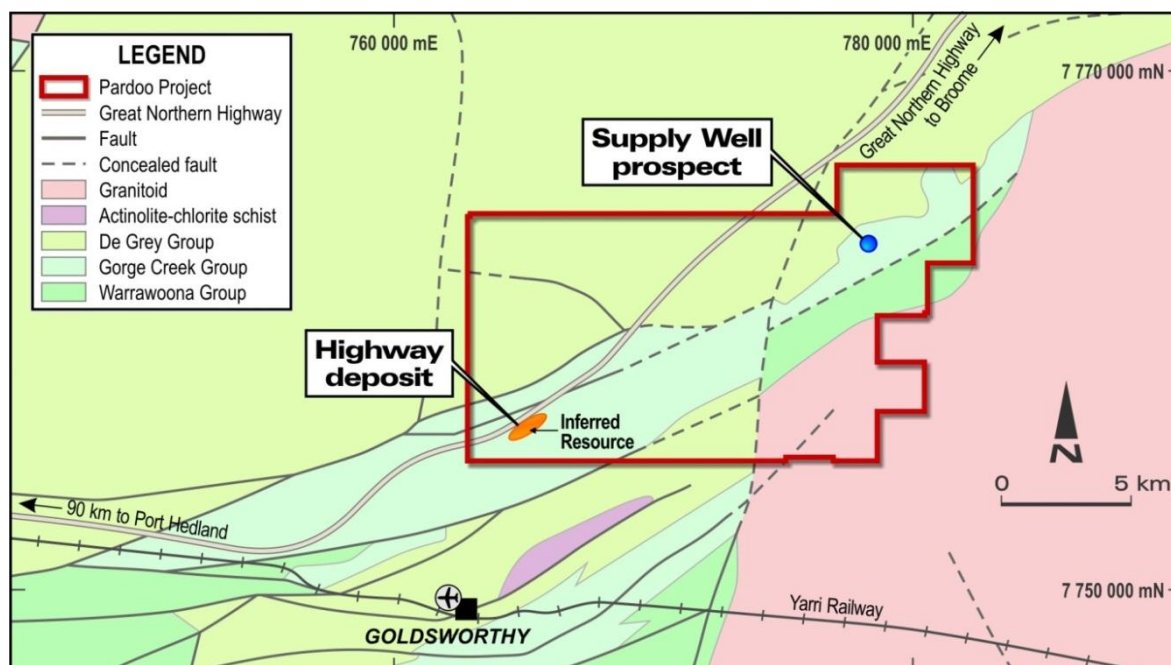 LEGEND
Pardoo Project
Great Northern Highway
Fault
Concealed fault
Granitoid
Actinolite-chlorite schist
De Grey Group
Gorge Creek Group
Warrawoona Group
760 000 mE
780 000 mE
7 770 000 mN
Great Northern Highway
to Broome
Supply Well
prospect
Highway
deposit
Inferred
Resource
N
0 5 km
90 km to Port Hedland
7 750 000 mN
Yarri Railway
GOLDSWORTHY